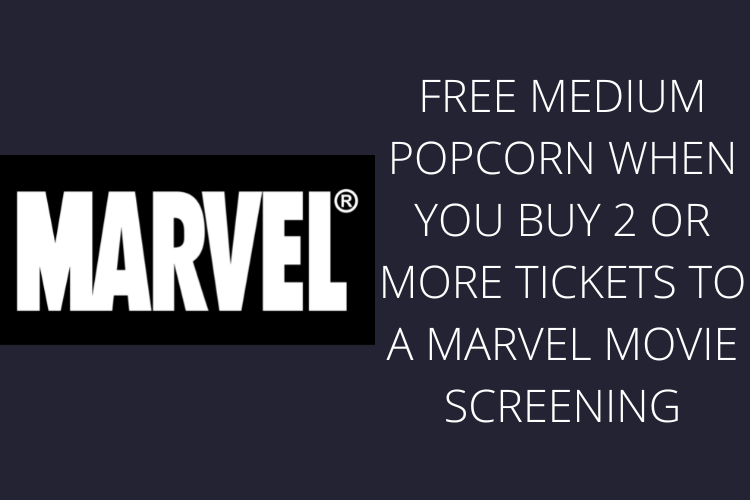 MARVEL®
FREE MEDIUM
POPCORN WHEN
YOU BUY 2 OR
MORE TICKETS TO
A MARVEL MOVIE
SCREENING